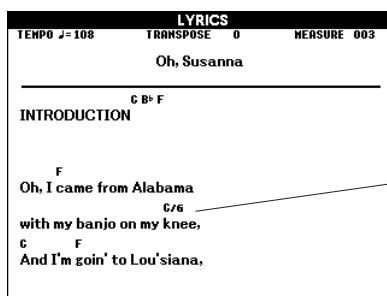 LYRICS
TEMPO ♩=108 TRANSPOSE 0 MEASURE 003
Oh, Susanna
C B♭ F
INTRODUCTION
F
Oh, I came from Alabama
C/G
with my banjo on my knee,
C F
And I'm goin' to Lou'siana,